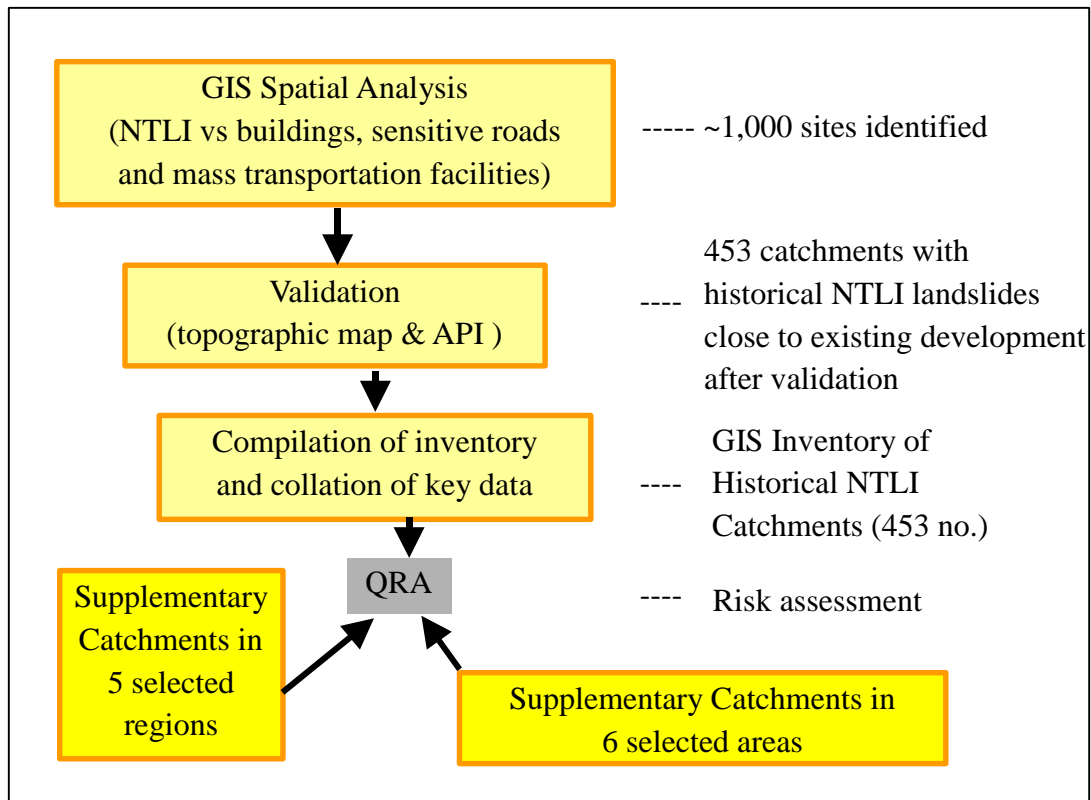 GIS Spatial Analysis
(NTLI vs buildings, sensitive roads
and mass transportation facilities)
----- ~1,000 sites identified
Validation
(topographic map & API )
----
453 catchments with
historical NTLI landslides
close to existing development
after validation
Compilation of inventory
and collation of key data
----
GIS Inventory of
Historical NTLI
Catchments (453 no.)
QRA
---- Risk assessment
Supplementary
Catchments in
5 selected
regions
Supplementary Catchments in
6 selected areas